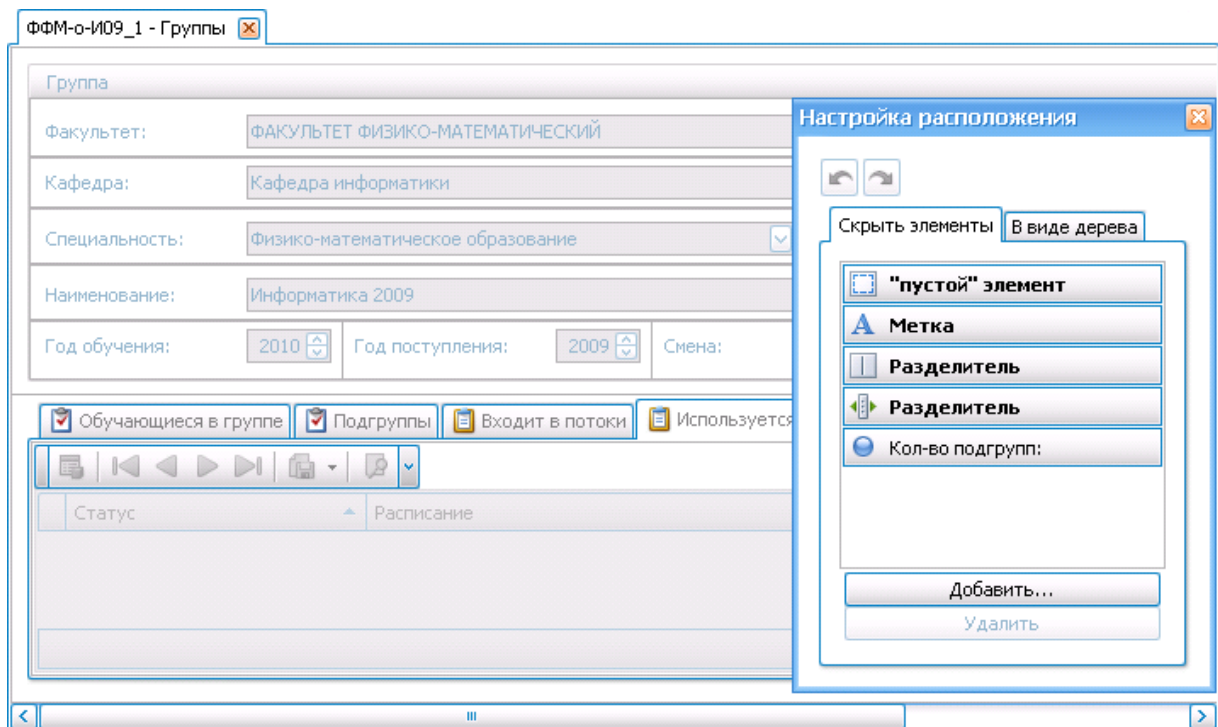 ФФМ-о-И09_1 - Группы
Группа
Факультет: ФАКУЛЬТЕТ ФИЗИКО-МАТЕМАТИЧЕСКИЙ
Кафедра: Кафедра информатики
Специальность: Физико-математическое образование
Наименование: Информатика 2009
Год обучения: 2010 Год поступления: 2009 Смена:
Обучающиеся в группе Подгруппы Входит в потоки Используется
Статус Расписание
Настройка расположения
Скрыть элементы В виде дерева
"пустой" элемент
A Метка
Разделитель
Разделитель
Кол-во подгрупп:
Добавить...
Удалить